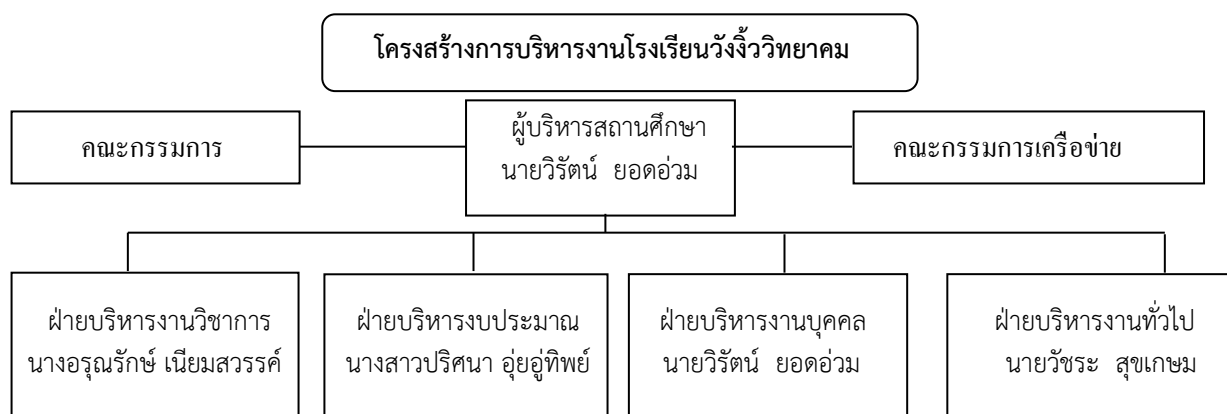 โครงสร้างการบริหารงานโรงเรียนวังงิ้ววิทยาคม
คณะกรรมการ
ผู้บริหารสถานศึกษา
นายวิรัตน์ ยอดอ่วม
คณะกรรมการเครือข่าย
ฝ่ายบริหารงานวิชาการ
นางอรุณรักษ์ เนียมสวรรค์
ฝ่ายบริหารงบประมาณ
นางสาวปริศนา อุ่ยอู่ทิพย์
ฝ่ายบริหารงานบุคคล
นายวิรัตน์ ยอดอ่วม
ฝ่ายบริหารงานทั่วไป
นายวัชระ สุขเกษม